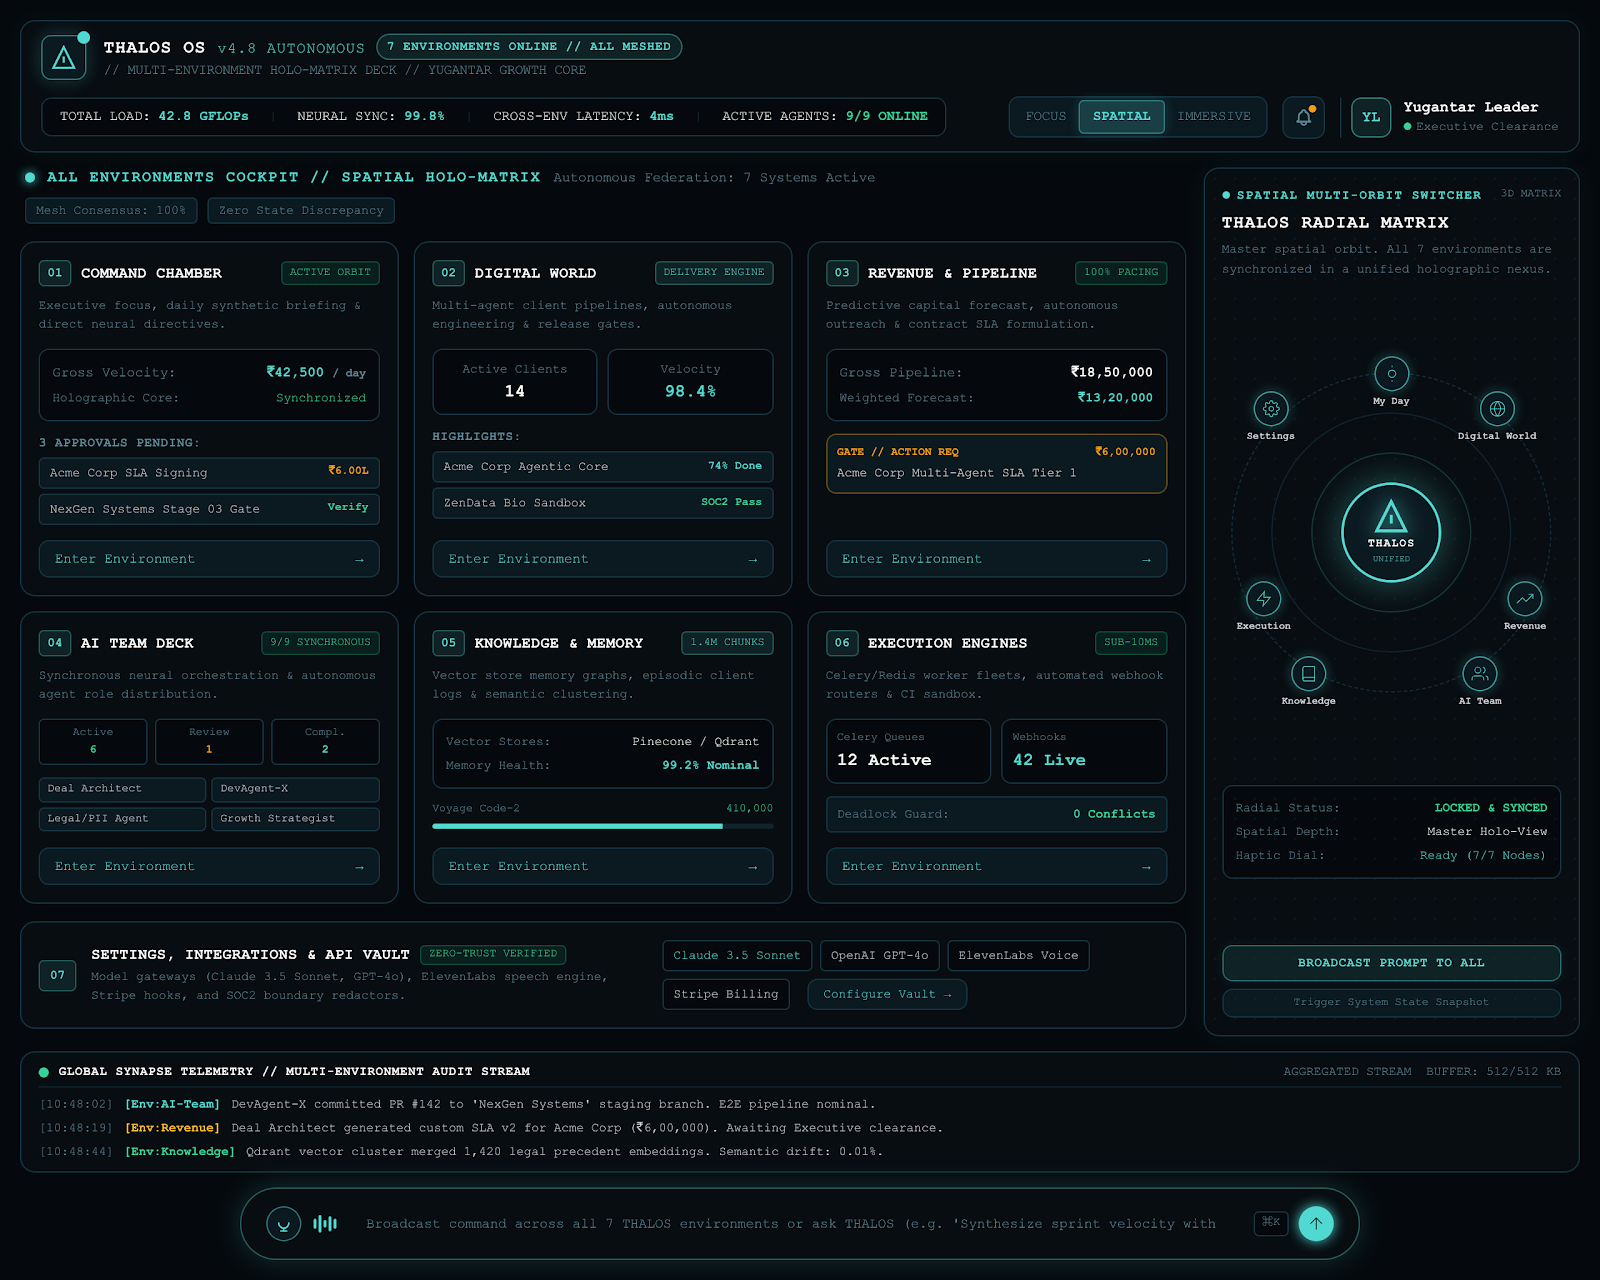 THALOS OS v4.8 AUTONOMOUS 7 ENVIRONMENTS ONLINE // ALL MESHED
// MULTI-ENVIRONMENT HOLO-MATRIX DECK // YUGANTAR GROWTH CORE
TOTAL LOAD: 42.8 GFLOPs NEURAL SYNC: 99.8% CROSS-ENV LATENCY: 4ms ACTIVE AGENTS: 9/9 ONLINE
FOCUS SPATIAL IMMERSIVE
YL
Yugantar Leader
Executive Clearance
ALL ENVIRONMENTS COCKPIT // SPATIAL HOLO-MATRIX Autonomous Federation: 7 Systems Active
Mesh Consensus: 100% Zero State Discrepancy
01 COMMAND CHAMBER ACTIVE ORBIT
Executive focus, daily synthetic briefing &
direct neural directives.
Gross Velocity: ₹42,500 / day
Holographic Core: Synchronized
3 APPROVALS PENDING:
Acme Corp SLA Signing ₹6.00L
NexGen Systems Stage 03 Gate Verify
Enter Environment →
02 DIGITAL WORLD DELIVERY ENGINE
Multi-agent client pipelines, autonomous
engineering & release gates.
Active Clients
14
Velocity
98.4%
HIGHLIGHTS:
Acme Corp Agentic Core 74% Done
ZenData Bio Sandbox SOC2 Pass
Enter Environment →
03 REVENUE & PIPELINE 100% PACING
Predictive capital forecast, autonomous
outreach & contract SLA formulation.
Gross Pipeline: ₹18,50,000
Weighted Forecast: ₹13,20,000
GATE // ACTION REQ ₹6,00,000
Acme Corp Multi-Agent SLA Tier 1
Enter Environment →
04 AI TEAM DECK 9/9 SYNCHRONOUS
Synchronous neural orchestration & autonomous
agent role distribution.
Active
6
Review
1
Compl.
2
Deal Architect DevAgent-X
Legal/PII Agent Growth Strategist
Enter Environment →
05 KNOWLEDGE & MEMORY 1.4M CHUNKS
Vector store memory graphs, episodic client
logs & semantic clustering.
Vector Stores: Pinecone / Qdrant
Memory Health: 99.2% Nominal
Voyage Code-2 410,000
Enter Environment →
06 EXECUTION ENGINES SUB-10MS
Celery/Redis worker fleets, automated webhook
routers & CI sandbox.
Celery Queues
12 Active
Webhooks
42 Live
Deadlock Guard: 0 Conflicts
Enter Environment →
07 SETTINGS, INTEGRATIONS & API VAULT ZERO-TRUST VERIFIED
Model gateways (Claude 3.5 Sonnet, GPT-4o), ElevenLabs speech engine,
Stripe hooks, and SOC2 boundary redactors.
Claude 3.5 Sonnet OpenAI GPT-4o ElevenLabs Voice
Stripe Billing Configure Vault →
SPATIAL MULTI-ORBIT SWITCHER 3D MATRIX
THALOS RADIAL MATRIX
Master spatial orbit. All 7 environments are
synchronized in a unified holographic nexus.
My Day
Settings
Digital World
THALOS
UNIFIED
Execution
Revenue
Knowledge
AI Team
Radial Status: LOCKED & SYNCED
Spatial Depth: Master Holo-View
Haptic Dial: Ready (7/7 Nodes)
BROADCAST PROMPT TO ALL
Trigger System State Snapshot
GLOBAL SYNAPSE TELEMETRY // MULTI-ENVIRONMENT AUDIT STREAM AGGREGATED STREAM BUFFER: 512/512 KB
[10:48:02] [Env:AI-Team] DevAgent-X committed PR #142 to 'NexGen Systems' staging branch. E2E pipeline nominal.
[10:48:19] [Env:Revenue] Deal Architect generated custom SLA v2 for Acme Corp (₹6,00,000). Awaiting Executive clearance.
[10:48:44] [Env:Knowledge] Qdrant vector cluster merged 1,420 legal precedent embeddings. Semantic drift: 0.01%.
Broadcast command across all 7 THALOS environments or ask THALOS (e.g. 'Synthesize sprint velocity with ⌘K